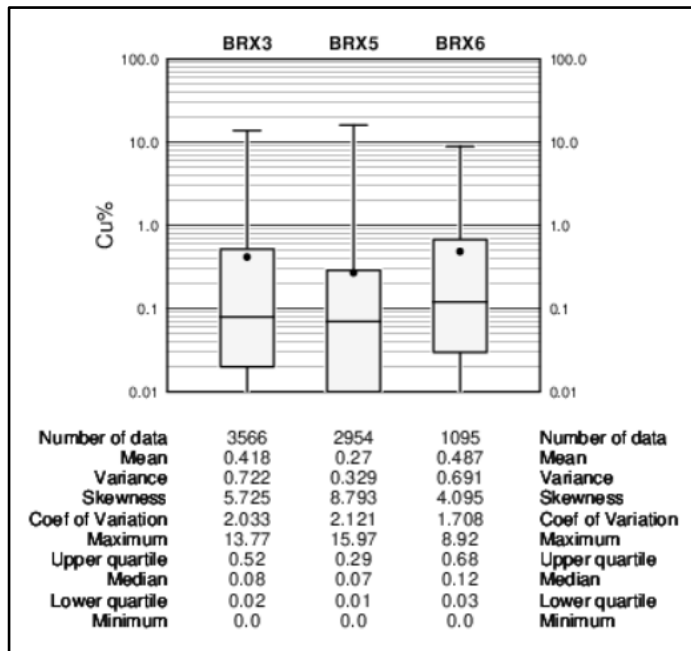 BRX3 BRX5 BRX6
100.0 100.0
10.0 10.0
Cu%
1.0 1.0
0.1 0.1
0.01 0.01
Number of data 3566 2954 1095 Number of data
Mean 0.418 0.27 0.487 Mean
Variance 0.722 0.329 0.691 Variance
Skewness 5.725 8.793 4.095 Skewness
Coef of Variation 2.033 2.121 1.708 Coef of Variation
Maximum 13.77 15.97 8.92 Maximum
Upper quartile 0.52 0.29 0.68 Upper quartile
Median 0.08 0.07 0.12 Median
Lower quartile 0.02 0.01 0.03 Lower quartile
Minimum 0.0 0.0 0.0 Minimum